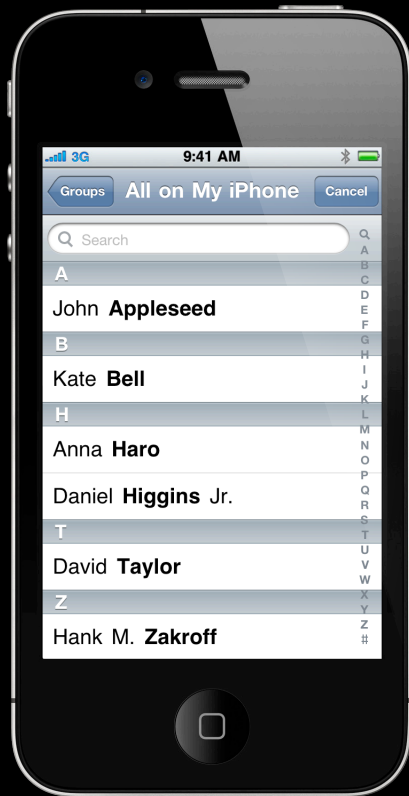 3G 9:41 AM
Groups All on My iPhone Cancel
Search
A
John Appleseed
B
Kate Bell
H
Anna Haro
Daniel Higgins Jr.
T
David Taylor
Z
Hank M. Zakroff
A
B
C
D
E
F
G
H
I
J
K
L
M
N
O
P
Q
R
S
T
U
V
W
X
Y
Z
#